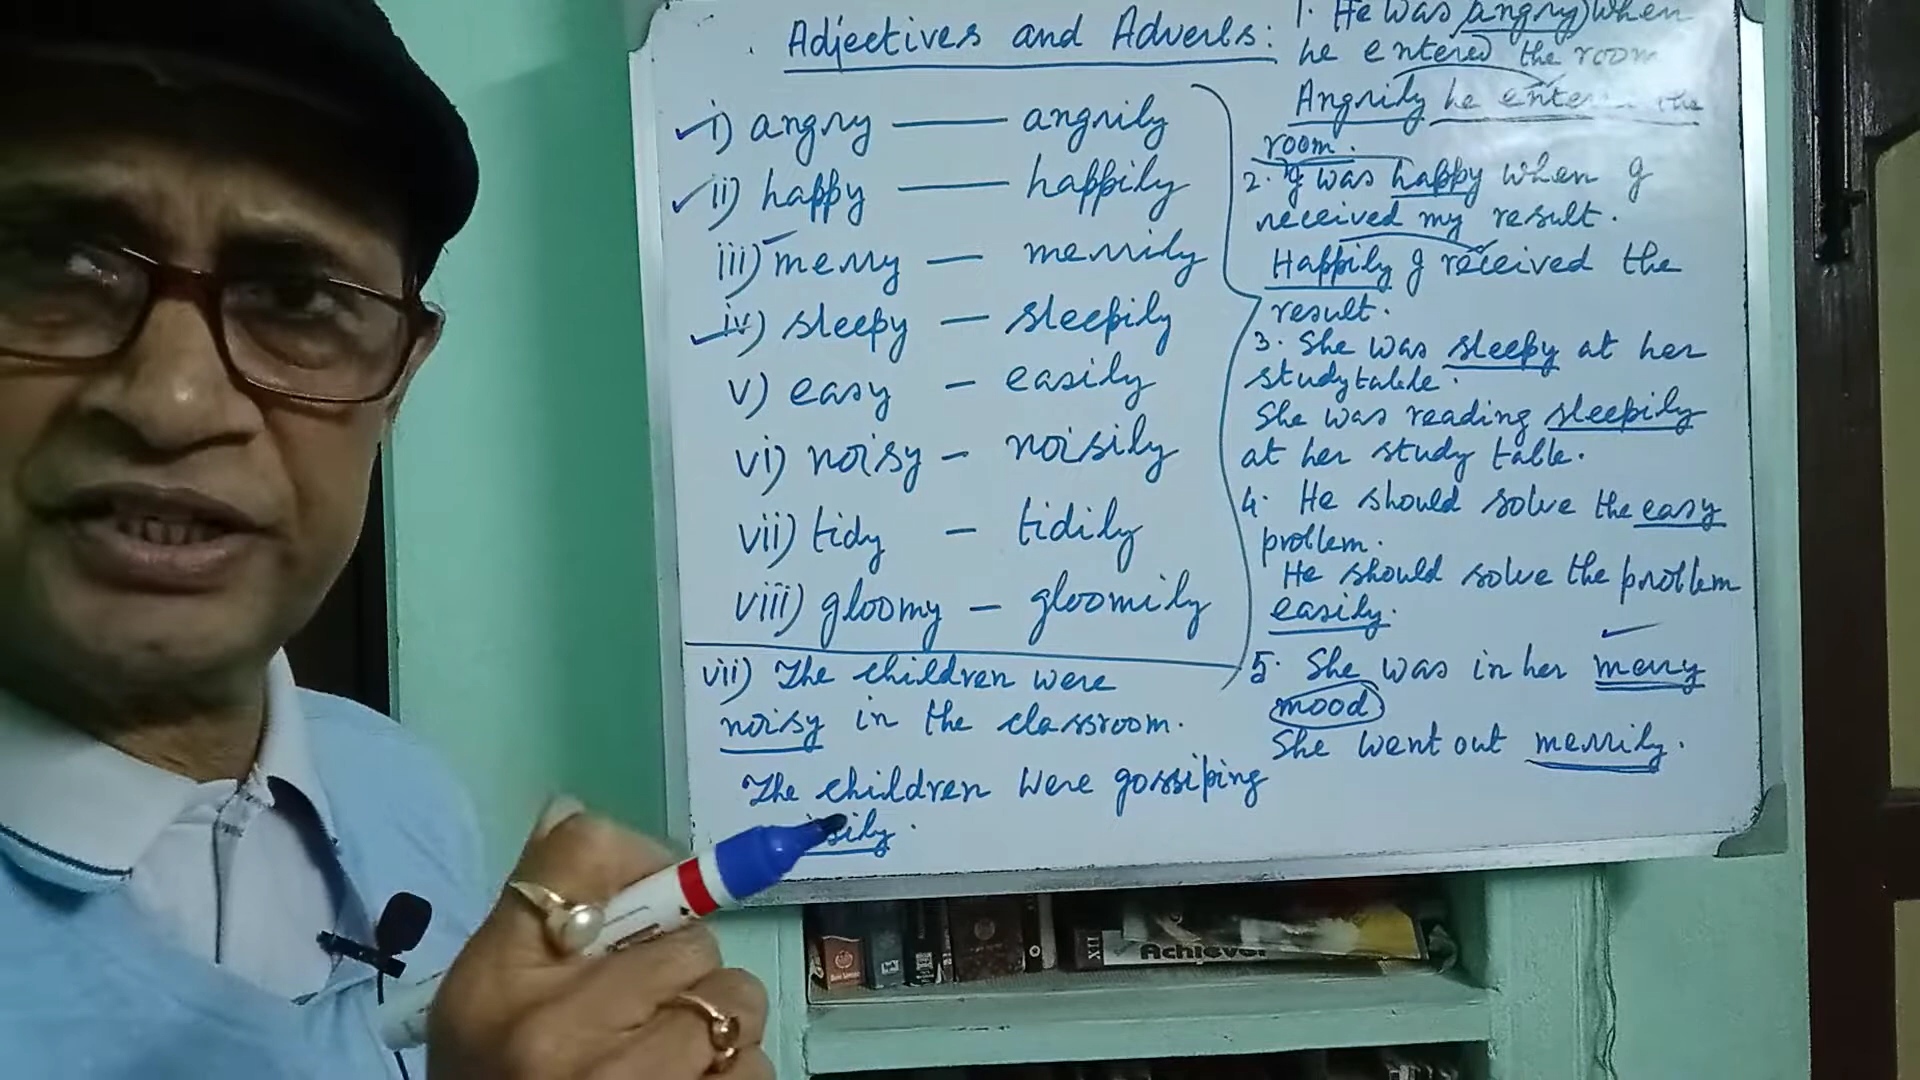 Adjectives and Adverbs:
i) angry — angrily
ii) happy — happily
iii) merry — merrily
iv) sleepy — sleepily
v) easy — easily
vi) noisy — noisily
vii) tidy — tidily
viii) gloomy — gloomily
vii) The children were
noisy in the classroom.
The children were gossiping
1. He was angry when
he entered the room
Angrily he the
room.
2. I was happy when I
received my result.
Happily I received the
result.
3. She was sleepy at her
study table.
She was reading sleepily
at her study table.
4. He should solve the easy
problem.
He should solve the problem
easily.
5. She was in her merry
mood
She went out merrily.
Achiever
XII